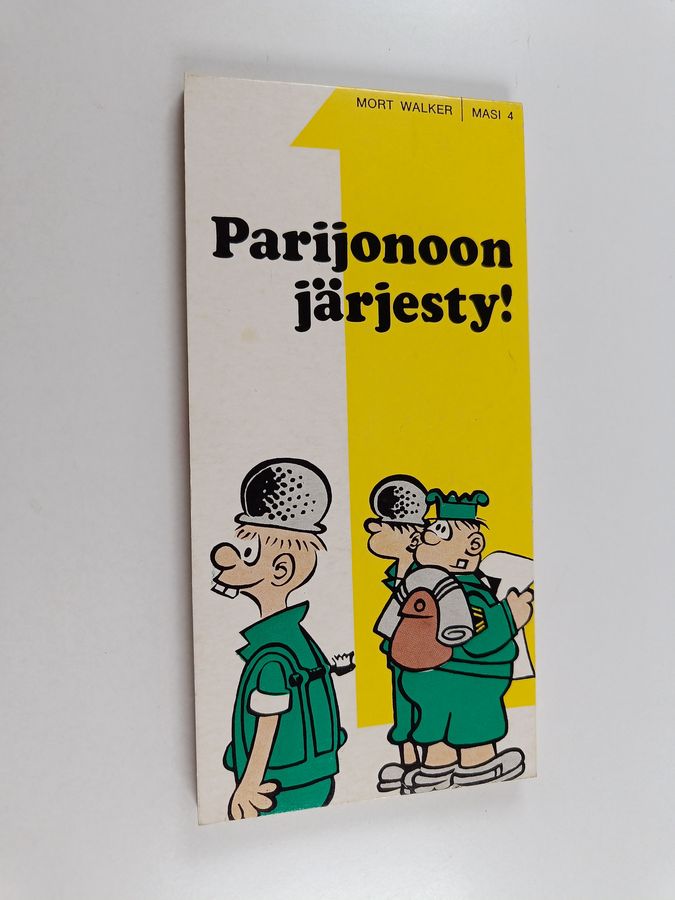 MORT WALKER | MASI 4
Parijonoon
järjesty!